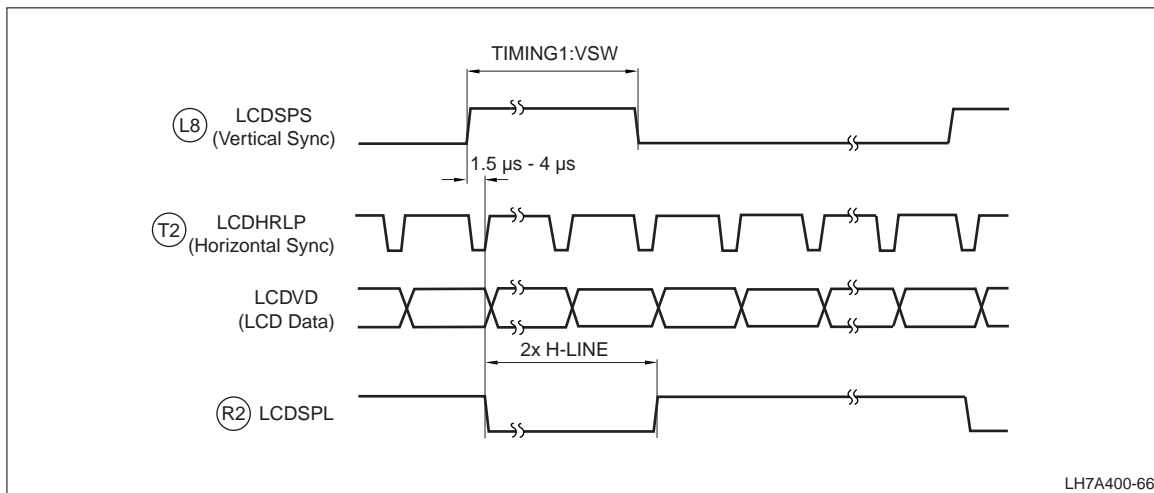 TIMING1:VSW
L8
LCDSPS
(Vertical Sync)
1.5 µs - 4 µs
T2
LCDHRLP
(Horizontal Sync)
LCDVD
(LCD Data)
2x H-LINE
R2 LCDSPL
LH7A400-66